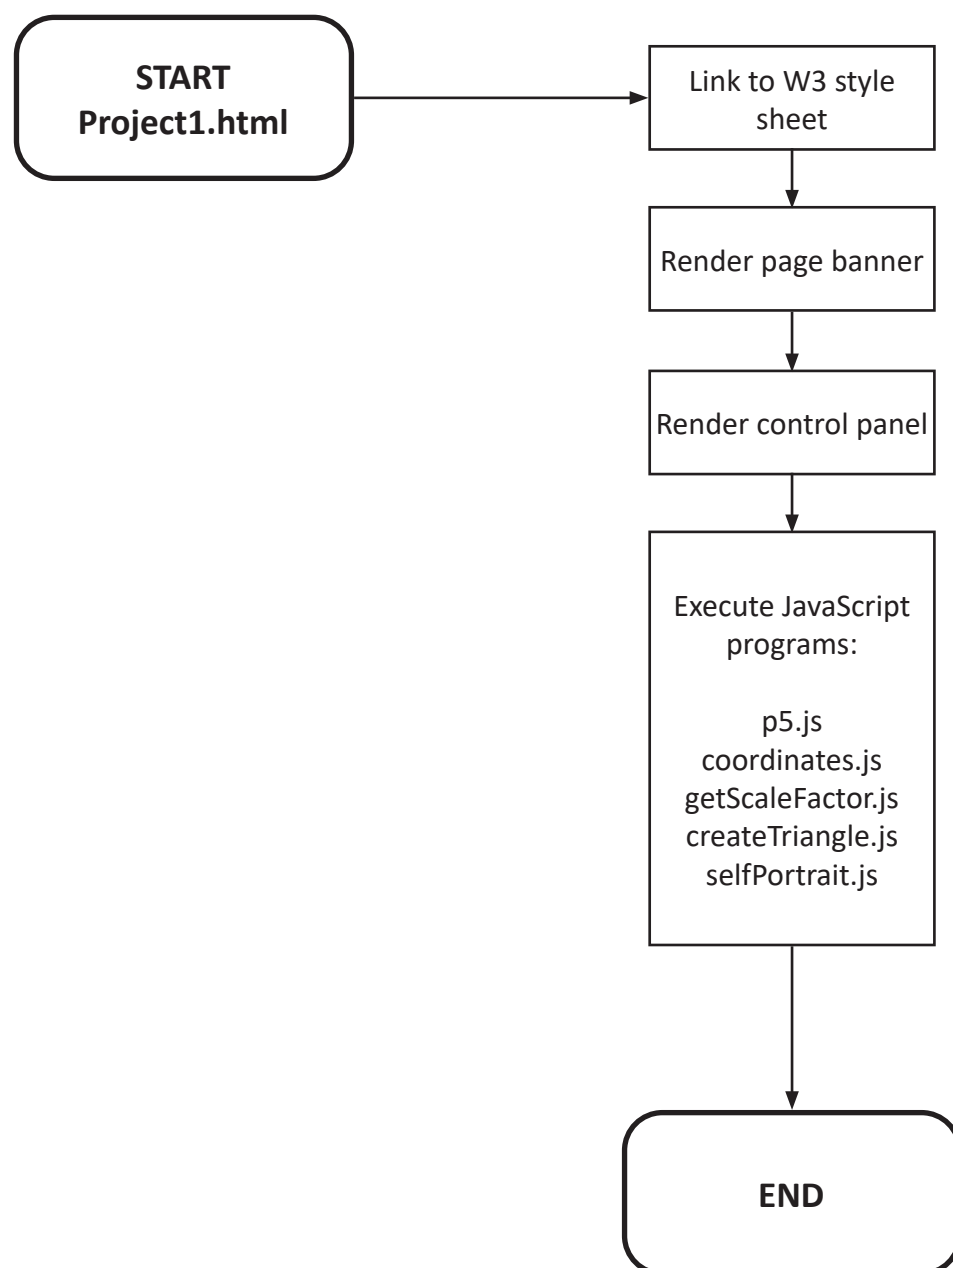 START
Project1.html
Link to W3 style
sheet
Render page banner
Render control panel
Execute JavaScript
programs:
p5.js
coordinates.js
getScaleFactor.js
createTriangle.js
selfPortrait.js
END